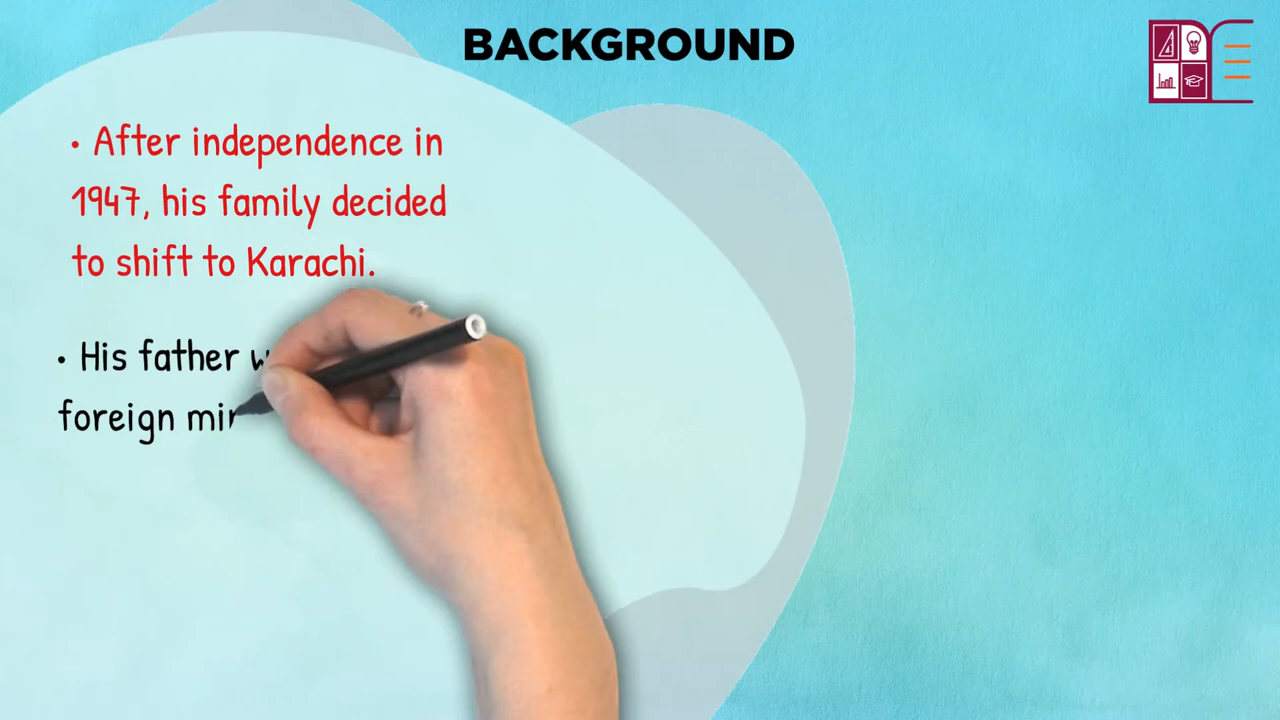 BACKGROUND
• After independence in
1947, his family decided
to shift to Karachi.
• His father
foreign